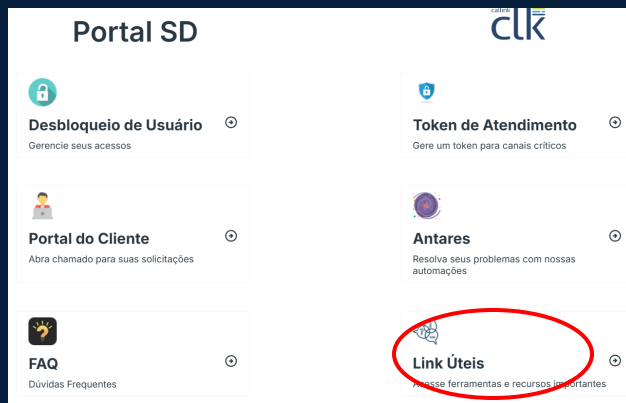 Portal SD
callink
clk
Desbloqueio de Usuário
Gerencie seus acessos
Token de Atendimento
Gere um token para canais críticos
Portal do Cliente
Abra chamado para suas solicitações
Antares
Resolva seus problemas com nossas
automações
FAQ
Dúvidas Frequentes
Link Úteis
Acesse ferramentas e recursos importantes